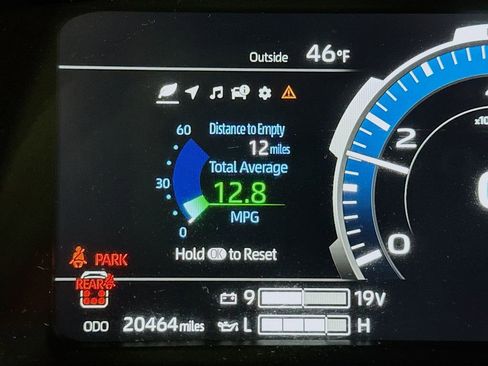 Outside 46°F
60 Distance to Empty
12 miles
Total Average
30 12.8
MPG
0
Hold OK to Reset
PARK
REAR
9 19V
ODO 20464 miles L H
2
x10
0